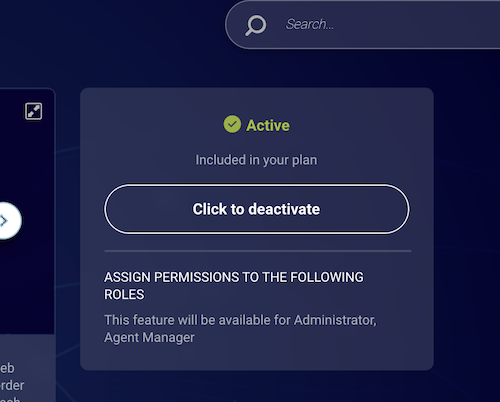 Search...
Active
Included in your plan
Click to deactivate
ASSIGN PERMISSIONS TO THE FOLLOWING
ROLES
This feature will be available for Administrator,
Agent Manager
eb
rder